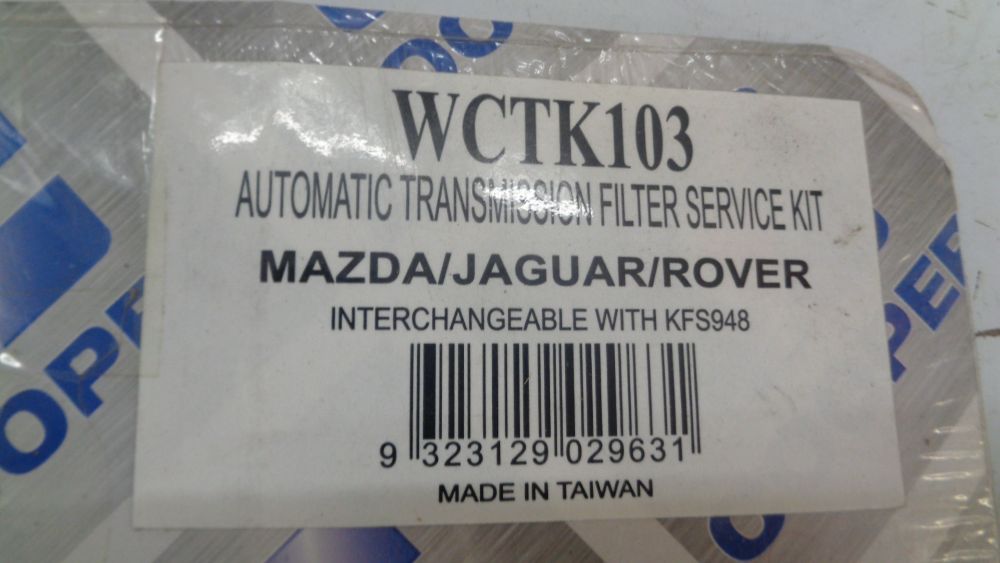 WCTK103
AUTOMATIC TRANSMISSION FILTER SERVICE KIT
MAZDA/JAGUAR/ROVER
INTERCHANGEABLE WITH KFS948
9 323129 029631
MADE IN TAIWAN